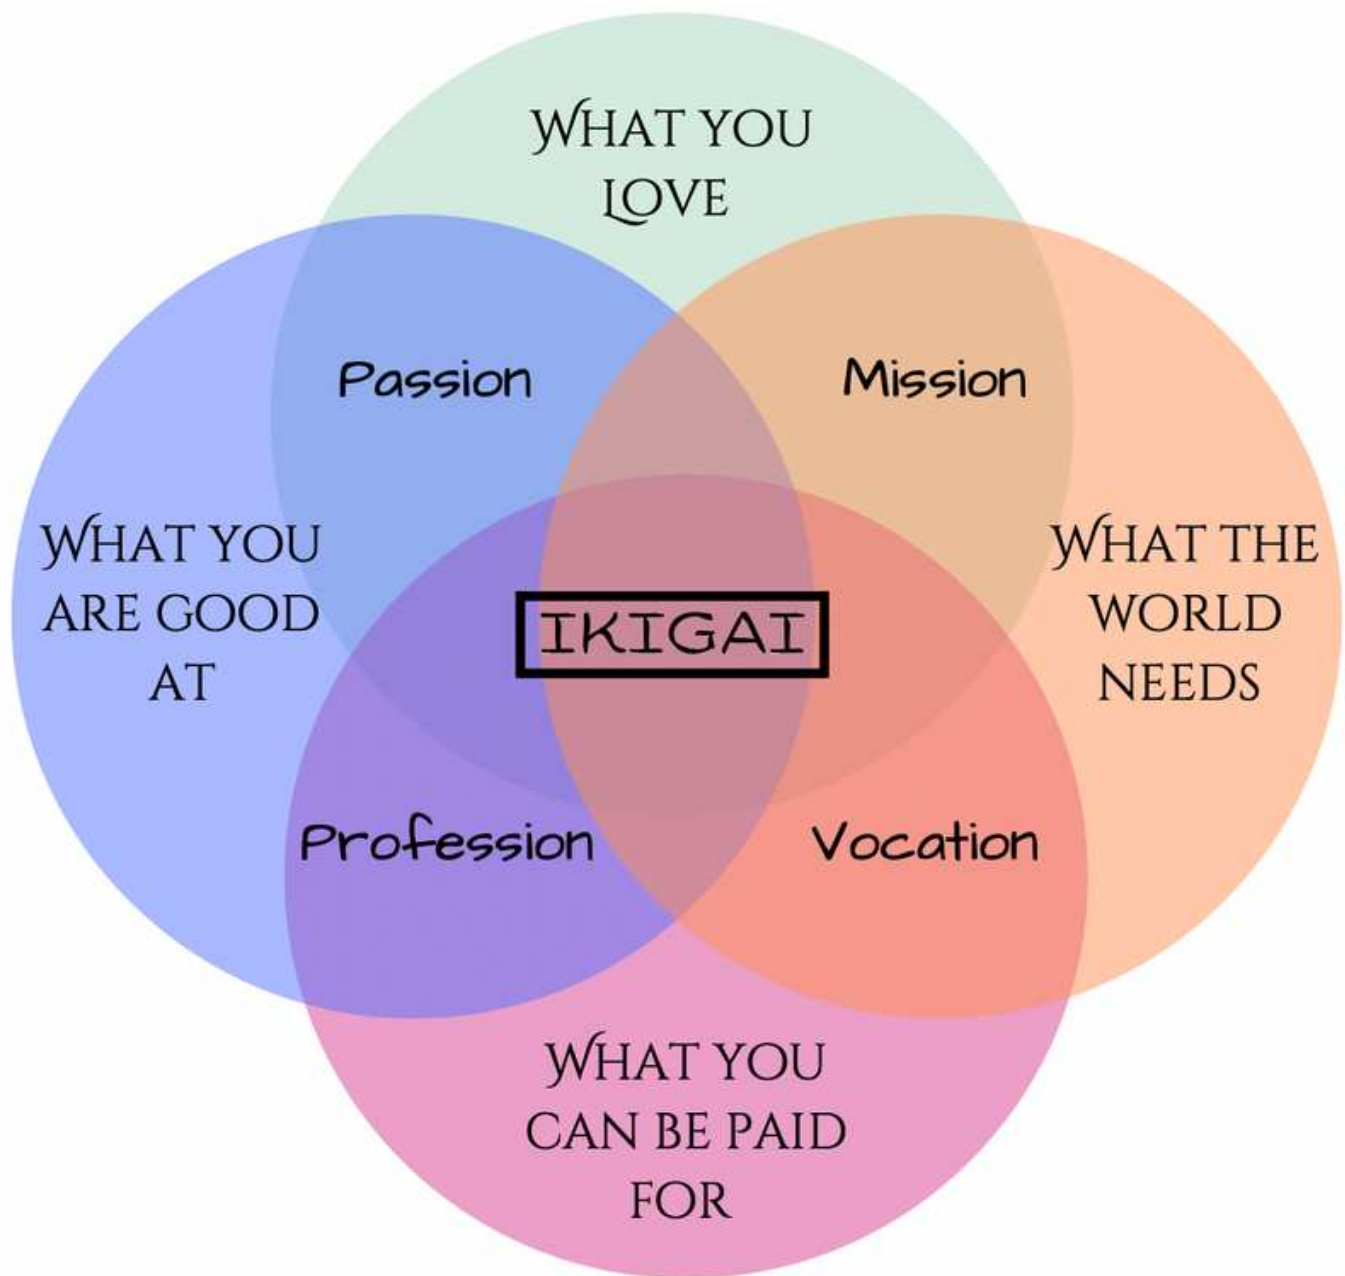 What you
Love
Passion
Mission
What you
are good
at
What the
world
needs
IKIGAI
Profession
Vocation
What you
can be paid
for